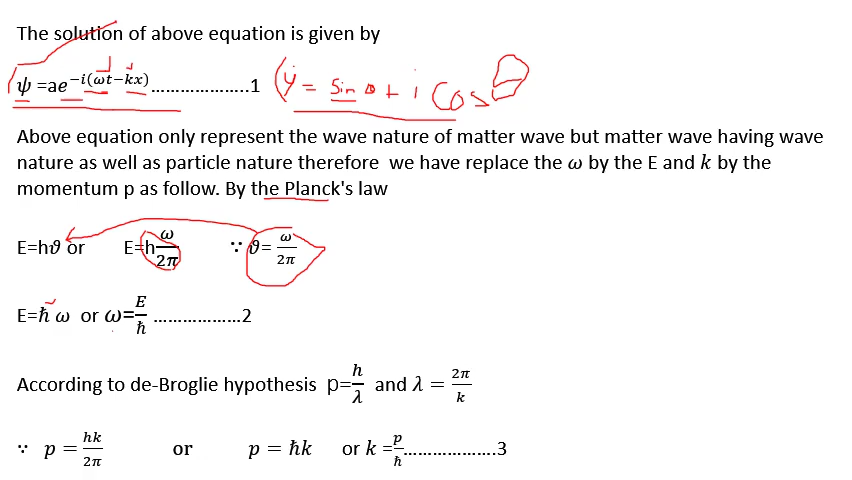 The solution of above equation is given by
ψ =ae^{−i(ωt−kx)}.....................1 (ψ = Sin θ + i Cos θ
Above equation only represent the wave nature of matter wave but matter wave having wave
nature as well as particle nature therefore we have replace the ω by the E and k by the
momentum p as follow. By the Planck's law
E=hϑ or E=h ω/2π ∵ ϑ= ω/2π
E=ħ ω or ω= E/ħ ..................2
According to de-Broglie hypothesis p= h/λ and λ = 2π/k
∵ p = hk/2π or p = ħk or k = p/ħ....................3